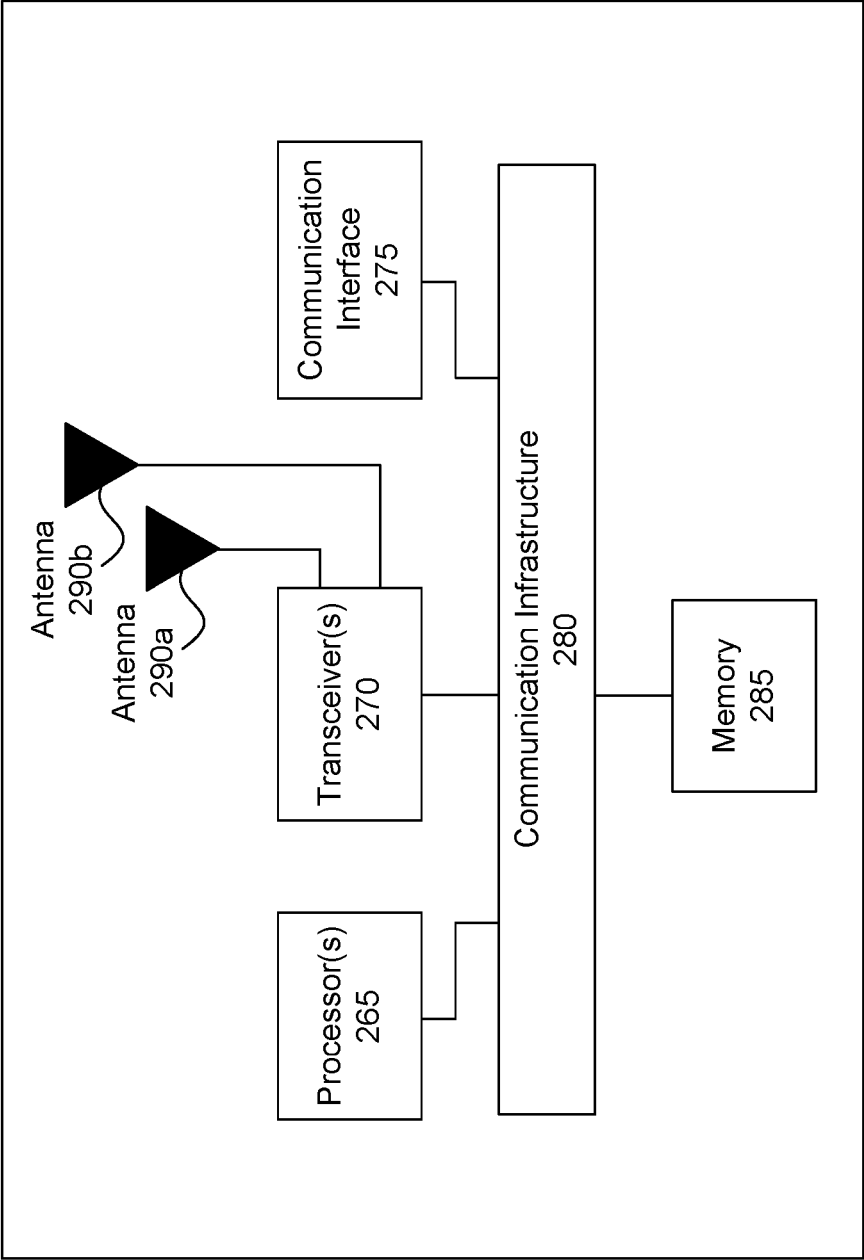 Antenna
290b
Antenna
290a
Processor(s)
265
Transceiver(s)
270
Communication
Interface
275
Communication Infrastructure
280
Memory
285